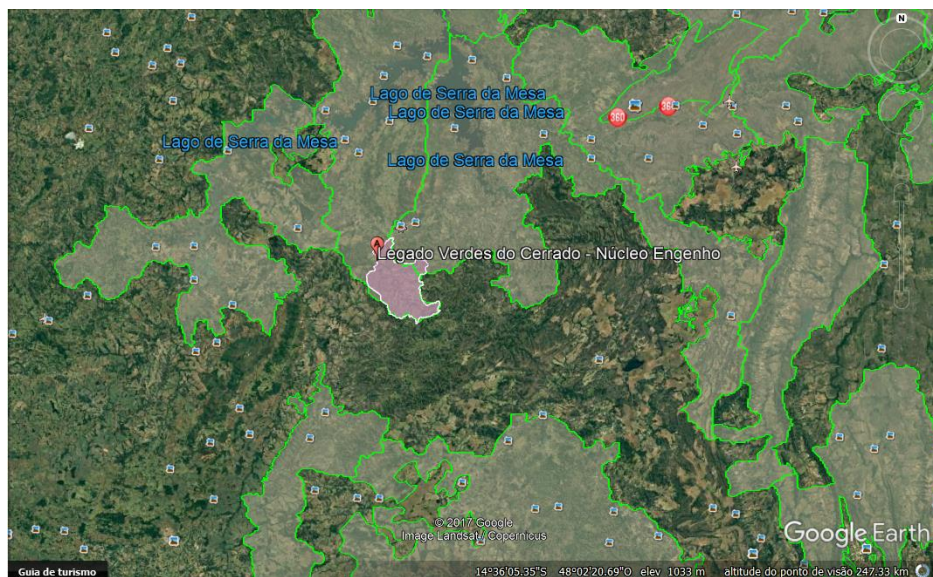 N
Lago de Serra da Mesa
360
Lago de Serra da Mesa
Lago de Serra da Mesa
Lago de Serra da Mesa
A
Legado Verdes do Cerrado - Núcleo Engenho
© 2017 Google
Image Landsat / Copernicus
Google Earth
Guia de turismo
14°36'05.35"S 48°02'20.69"O elev 1033 m altitude do ponto de visão 247.33 km